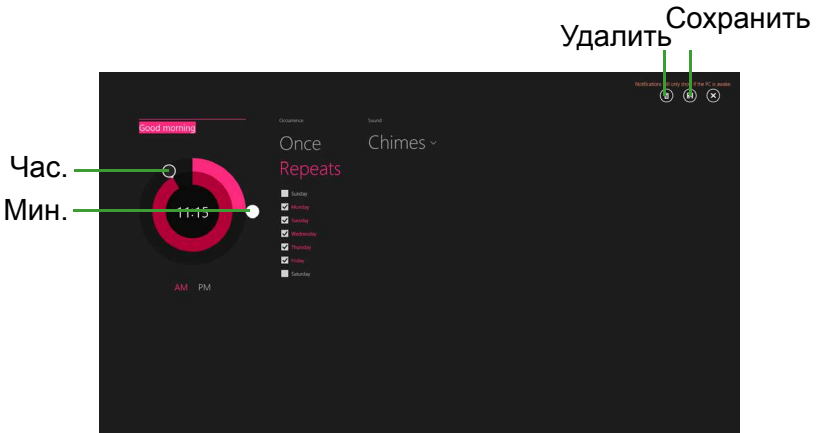 Сохранить
Удалить
Notifications will only show if the PC is awake
Good morning
Occurrence
Sound
Once
Chimes
Repeats
Час.
Sunday
Monday
Мин.
11:15
Tuesday
Wednesday
Thursday
Friday
Saturday
AM PM